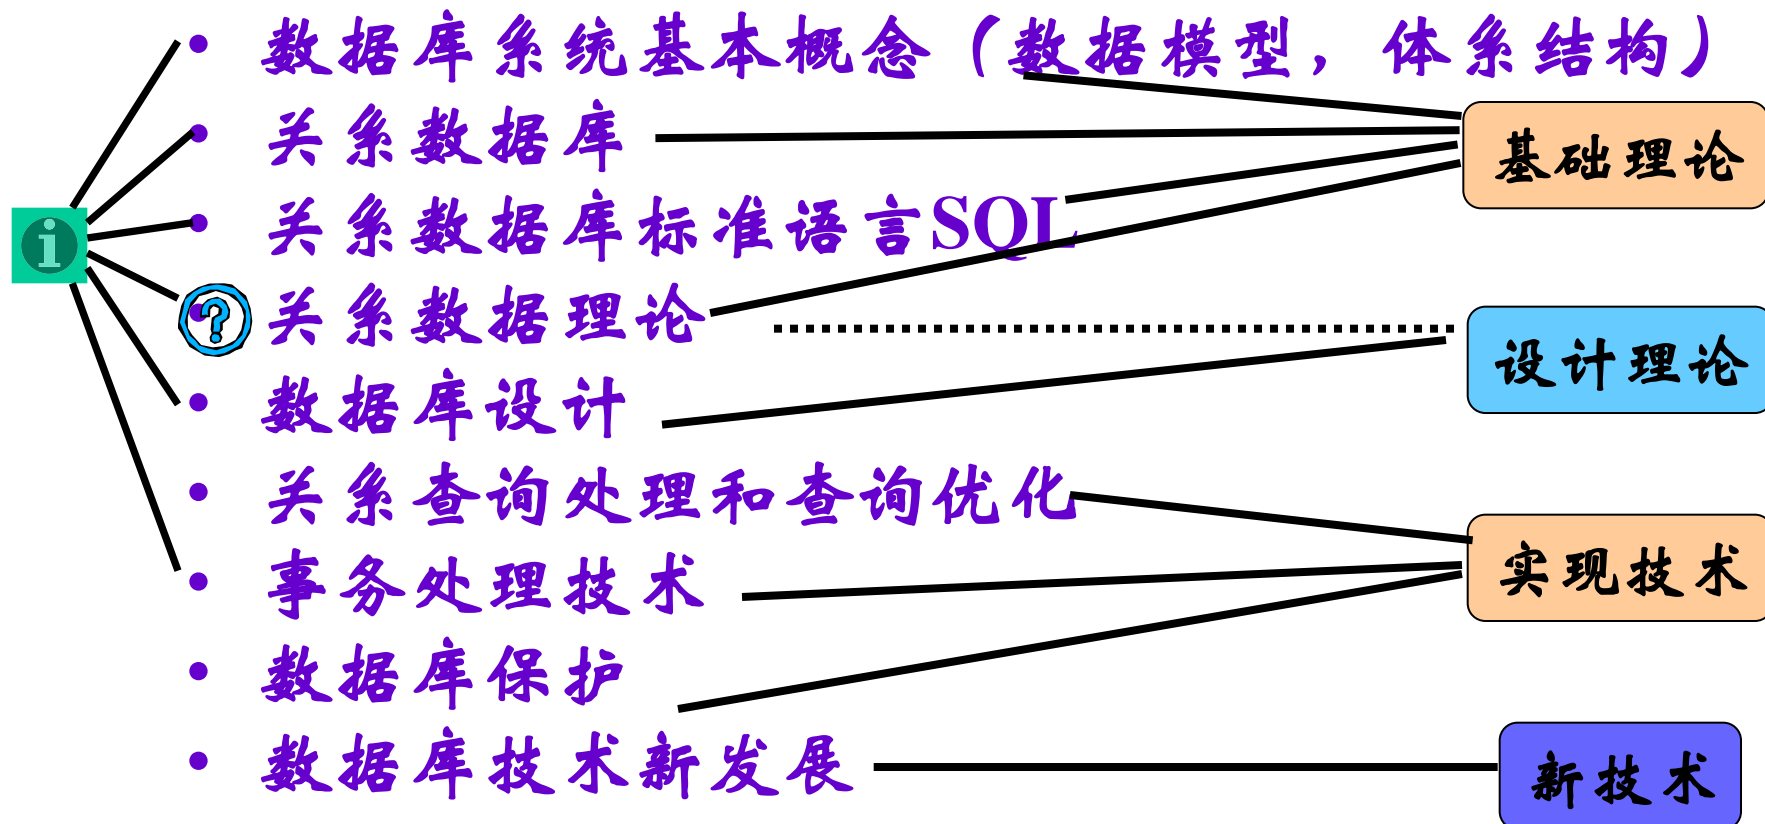 数据库系统基本概念（数据模型，体系结构）
关系数据库
基础理论
关系数据库标准语言SQL
关系数据理论
设计理论
数据库设计
关系查询处理和查询优化
实现技术
事务处理技术
数据库保护
数据库技术新发展
新技术